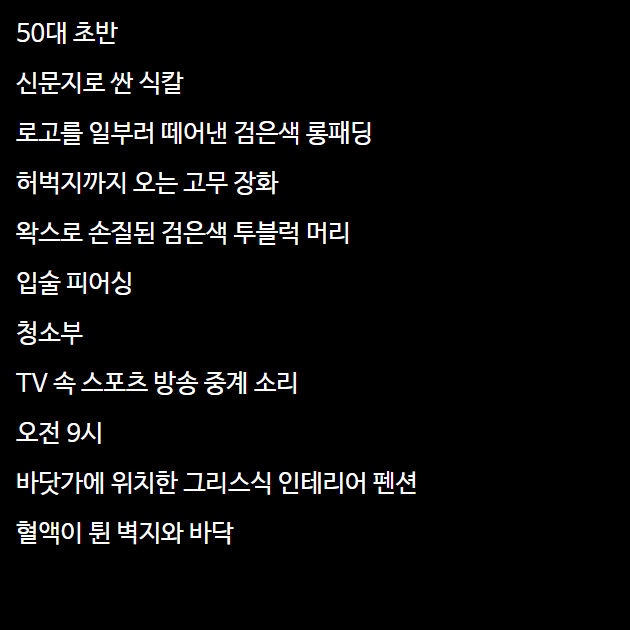 50대 초반
신문지로 싼 식칼
로고를 일부러 떼어낸 검은색 롱패딩
허벅지까지 오는 고무 장화
왁스로 손질된 검은색 투블럭 머리
입술 피어싱
청소부
TV 속 스포츠 방송 중계 소리
오전 9시
바닷가에 위치한 그리스식 인테리어 펜션
혈액이 튄 벽지와 바닥